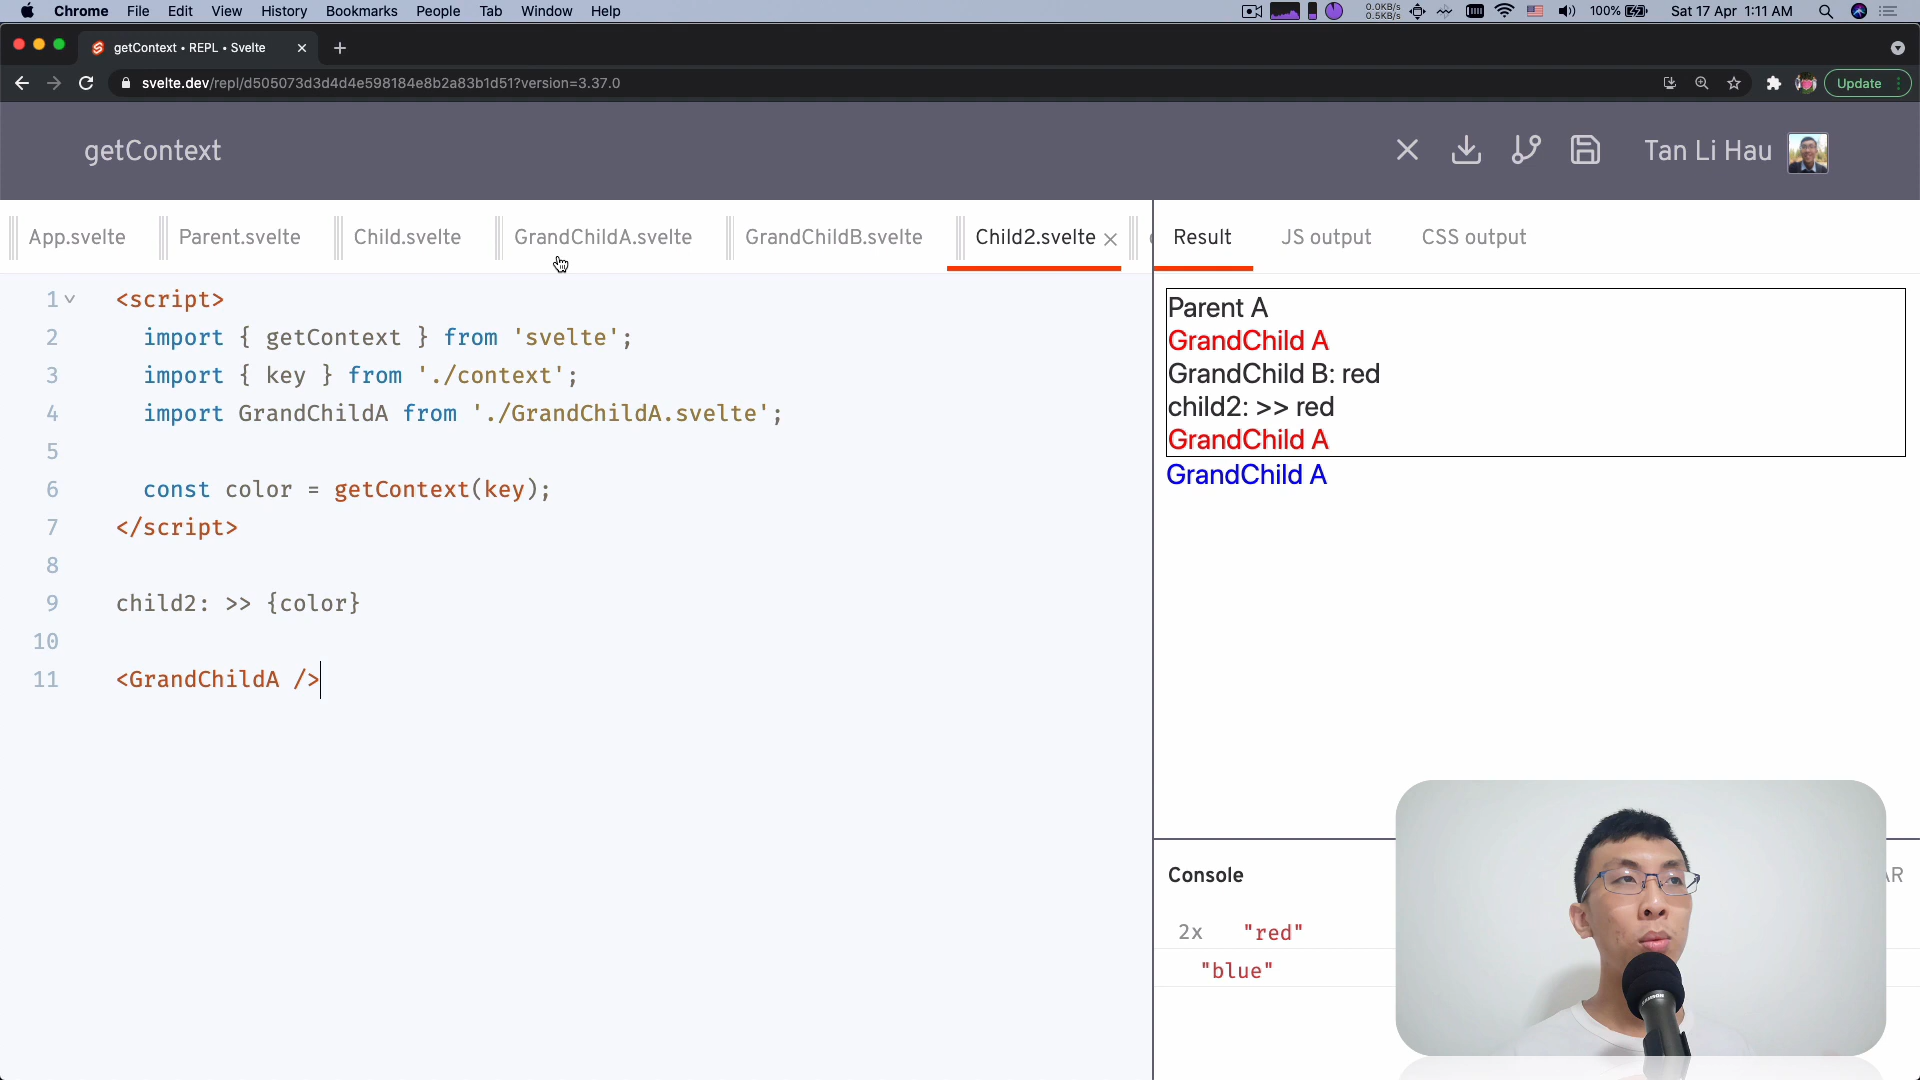 Chrome File Edit View History Bookmarks People Tab Window Help
0.0KB/s
0.5KB/s
100%
Sat 17 Apr 1:11 AM
getContext • REPL • Svelte
svelte.dev/repl/d505073d3d4d4e598184e8b2a83b1d51?version=3.37.0
Update
getContext
Tan Li Hau
App.svelte Parent.svelte Child.svelte GrandChildA.svelte GrandChildB.svelte Child2.svelte
Result JS output CSS output
1 <script>
2 import { getContext } from 'svelte';
3 import { key } from './context';
4 import GrandChildA from './GrandChildA.svelte';
5
6 const color = getContext(key);
7 </script>
8
9 child2: >> {color}
10
11 <GrandChildA />
Parent A
GrandChild A
GrandChild B: red
child2: >> red
GrandChild A
GrandChild A
Console
2x "red"
"blue"